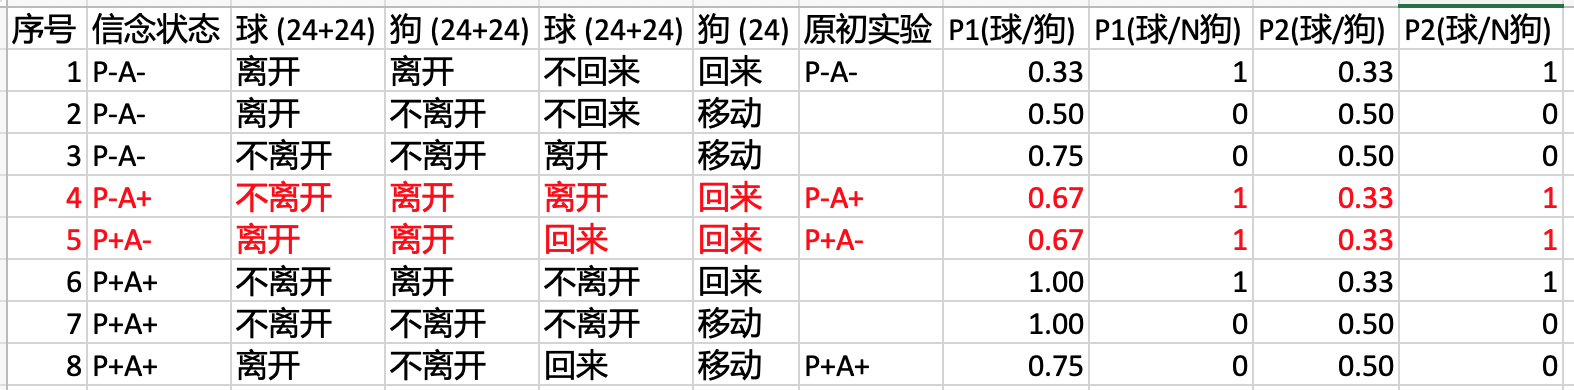 序号 信念状态 球 (24+24) 狗 (24+24) 球 (24+24) 狗 (24) 原初实验 P1(球/狗) P1(球/N狗) P2(球/狗) P2(球/N狗)
1 P-A- 离开 离开 不回来 回来 P-A- 0.33 1 0.33 1
2 P-A- 离开 不离开 不回来 移动 0.50 0 0.50 0
3 P-A- 不离开 不离开 离开 移动 0.75 0 0.50 0
4 P-A+ 不离开 离开 离开 回来 P-A+ 0.67 1 0.33 1
5 P+A- 离开 离开 回来 回来 P+A- 0.67 1 0.33 1
6 P+A+ 不离开 离开 不离开 回来 1.00 1 0.33 1
7 P+A+ 不离开 不离开 不离开 移动 1.00 0 0.50 0
8 P+A+ 离开 不离开 回来 移动 P+A+ 0.75 0 0.50 0